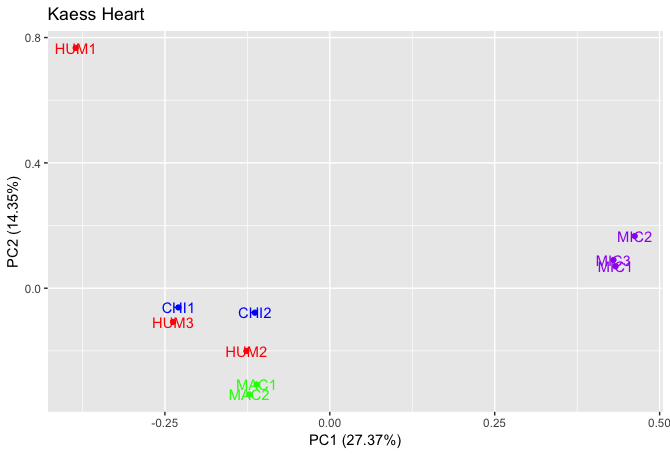 Kaess Heart
PC2 (14.35%)
0.8
0.4
0.0
HUM1
MIC2
MIC3
MIC1
CHI1
CHI2
HUM3
HUM2
MAC1
MAC2
-0.25
0.00
0.25
0.50
PC1 (27.37%)